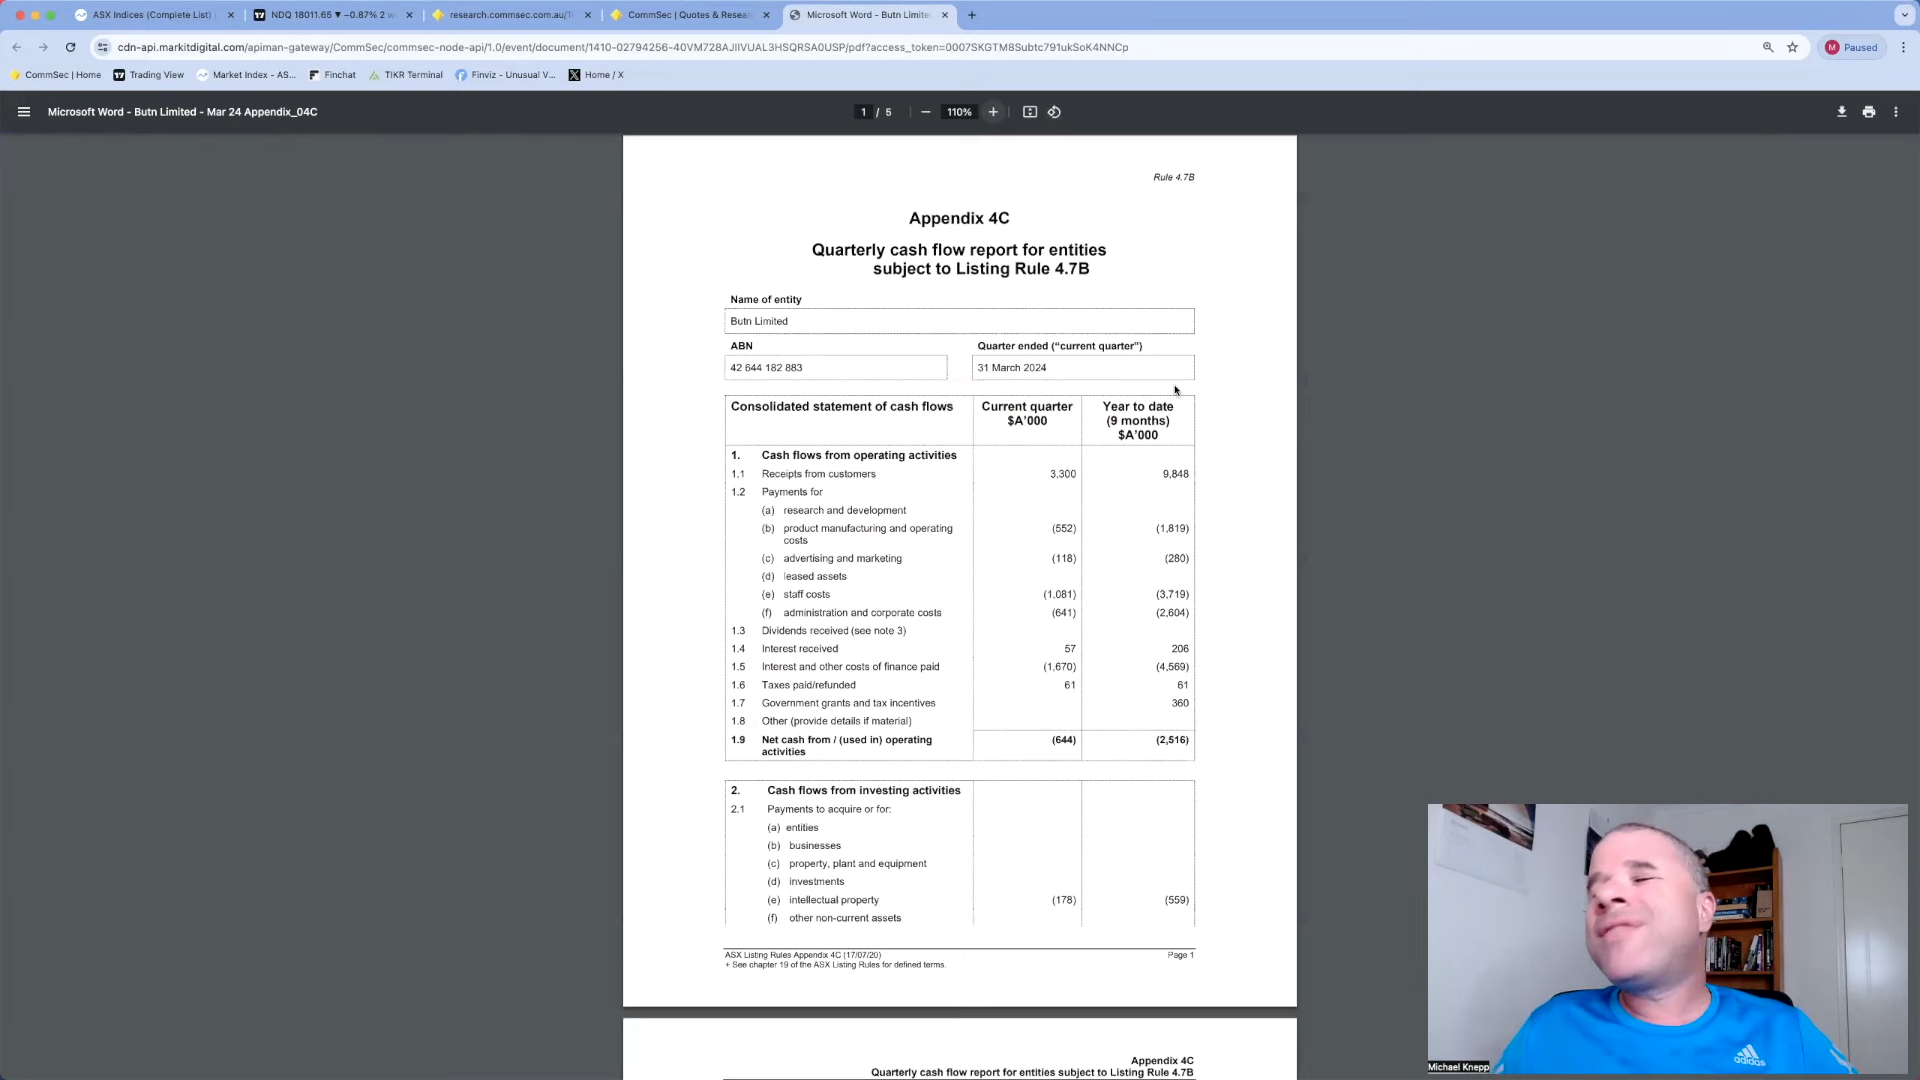 ASX Indices (Complete List)
NDQ 18011.65 ▼ −0.87% 2 w
research.commsec.com.au/
CommSec | Quotes & Resea
Microsoft Word - Butn Limite
cdn-api.markitdigital.com/apiman-gateway/CommSec/commsec-node-api/1.0/event/document/1410-02794256-40VM728AJIIVUAL3HSQRSA0USP/pdf?access_token=0007SKGTM8Subtc791ukSoK4NNCp
M Paused
CommSec | Home
Trading View
Market Index - AS...
Finchat
TIKR Terminal
Finviz - Unusual V...
Home / X
Microsoft Word - Butn Limited - Mar 24 Appendix_04C
1 / 5
110%
Rule 4.7B
Appendix 4C
Quarterly cash flow report for entities
subject to Listing Rule 4.7B
Name of entity
Butn Limited
ABN
Quarter ended (“current quarter”)
42 644 182 883
31 March 2024
Consolidated statement of cash flows
Current quarter
$A’000
Year to date
(9 months)
$A’000
1. Cash flows from operating activities
1.1 Receipts from customers 3,300 9,848
1.2 Payments for
(a) research and development
(b) product manufacturing and operating
costs (552) (1,819)
(c) advertising and marketing (118) (280)
(d) leased assets
(e) staff costs (1,081) (3,719)
(f) administration and corporate costs (641) (2,604)
1.3 Dividends received (see note 3)
1.4 Interest received 57 206
1.5 Interest and other costs of finance paid (1,670) (4,569)
1.6 Taxes paid/refunded 61 61
1.7 Government grants and tax incentives 360
1.8 Other (provide details if material)
1.9 Net cash from / (used in) operating
activities (644) (2,516)
2. Cash flows from investing activities
2.1 Payments to acquire or for:
(a) entities
(b) businesses
(c) property, plant and equipment
(d) investments
(e) intellectual property (178) (559)
(f) other non-current assets
ASX Listing Rules Appendix 4C (17/07/20)
Page 1
+ See chapter 19 of the ASX Listing Rules for defined terms.
Appendix 4C
Quarterly cash flow report for entities subject to Listing Rule 4.7B
adidas
Michael Knepp